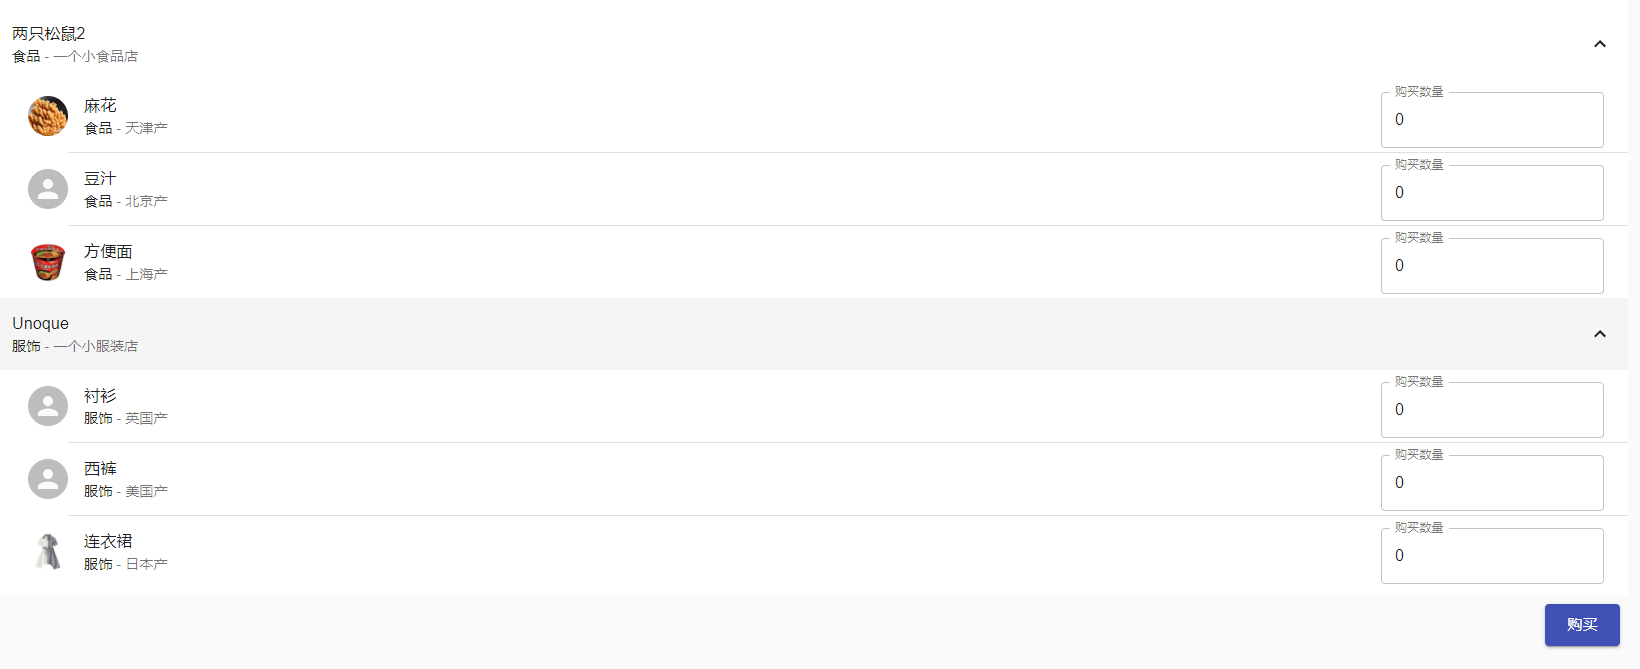 两只松鼠2
食品 - 一个小食品店
麻花
食品 - 天津产
购买数量
0
豆汁
食品 - 北京产
购买数量
0
方便面
食品 - 上海产
购买数量
0
Unoque
服饰 - 一个小服装店
衬衫
服饰 - 英国产
购买数量
0
西裤
服饰 - 美国产
购买数量
0
连衣裙
服饰 - 日本产
购买数量
0
购买